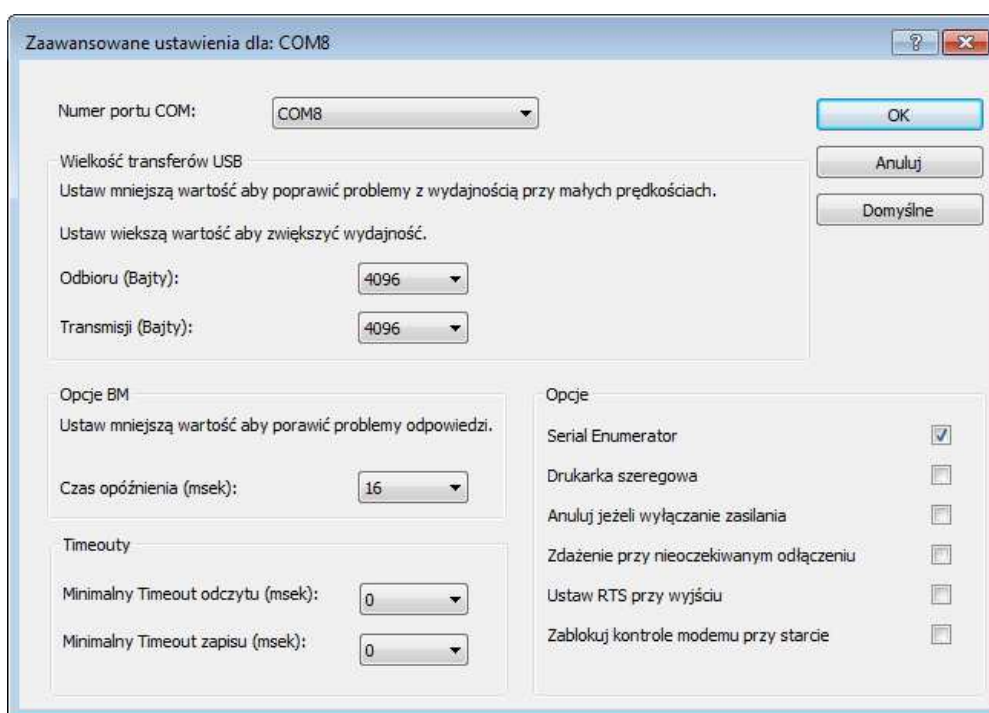 Zaawansowane ustawienia dla: COM8
Numer portu COM: COM8
OK
Wielkość transferów USB
Anuluj
Ustaw mniejszą wartość aby poprawić problemy z wydajnością przy małych prędkościach.
Domyślne
Ustaw wiekszą wartość aby zwiększyć wydajność.
Odbioru (Bajty): 4096
Transmisji (Bajty): 4096
Opcje BM
Ustaw mniejszą wartość aby porawić problemy odpowiedzi.
Czas opóźnienia (msek): 16
Timeouty
Minimalny Timeout odczytu (msek): 0
Minimalny Timeout zapisu (msek): 0
Opcje
Serial Enumerator
Drukarka szeregowa
Anuluj jeżeli wyłączanie zasilania
Zdażenie przy nieoczekiwanym odłączeniu
Ustaw RTS przy wyjściu
Zablokuj kontrole modemu przy starcie